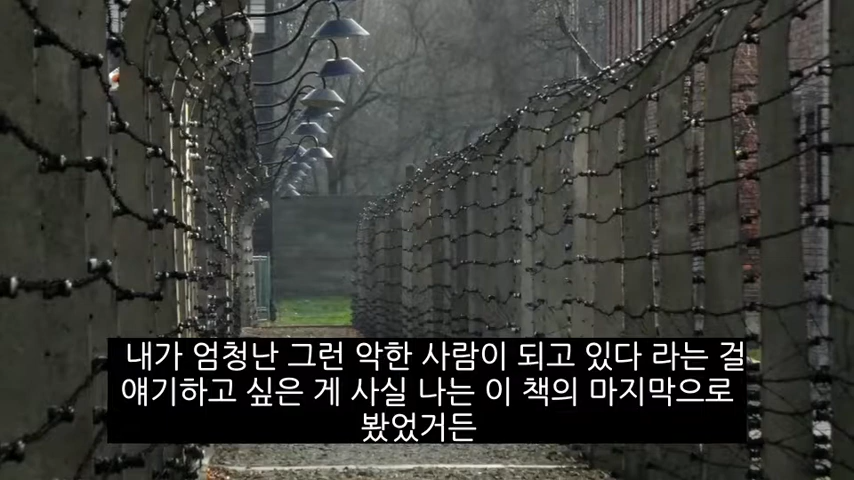 내가 엄청난 그런 악한 사람이 되고 있다 라는 걸
얘기하고 싶은 게 사실 나는 이 책의 마지막으로
봤었거든